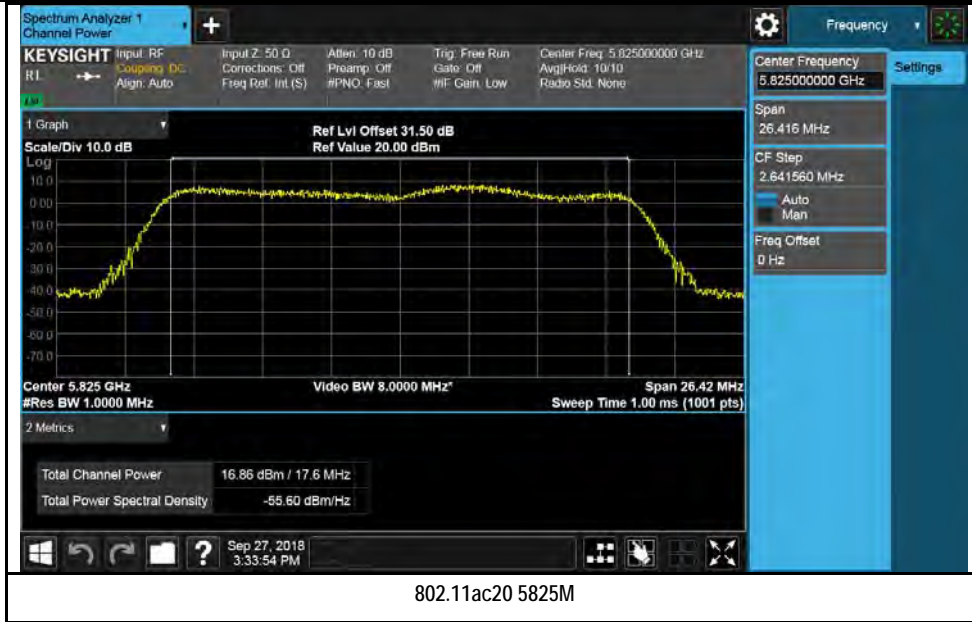 Spectrum Analyzer 1
Channel Power
+
Frequency
KEYSIGHT
RL
Input: RF
Coupling: DC
Align: Auto
Input Z: 50 Ω
Corrections: Off
Freq Ref: Int (S)
Atten: 10 dB
Preamp: Off
#PNO: Fast
Trig: Free Run
Gate: Off
#IF Gain: Low
Center Freq: 5.825000000 GHz
Avg|Hold: 10/10
Radio Std: None
Center Frequency
5.825000000 GHz
Settings
Span
26.416 MHz
CF Step
2.641560 MHz
Auto
Man
Freq Offset
0 Hz
1 Graph
Scale/Div 10.0 dB
Ref Lvl Offset 31.50 dB
Ref Value 20.00 dBm
Log
10.0
0.00
-10.0
-20.0
-30.0
-40.0
-50.0
-60.0
-70.0
Center 5.825 GHz
#Res BW 1.0000 MHz
Video BW 8.0000 MHz*
Span 26.42 MHz
Sweep Time 1.00 ms (1001 pts)
2 Metrics
Total Channel Power 16.86 dBm / 17.6 MHz
Total Power Spectral Density -55.60 dBm/Hz
?
Sep 27, 2018
3:33:54 PM
802.11ac20 5825M